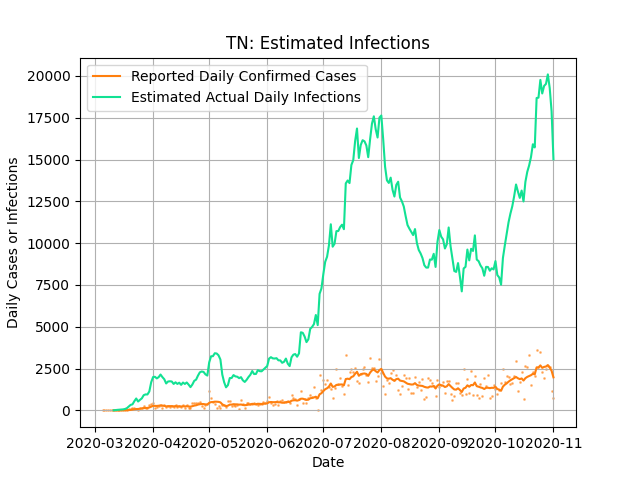 TN: Estimated Infections
Reported Daily Confirmed Cases
Estimated Actual Daily Infections
Daily Cases or Infections
20000
17500
15000
12500
10000
7500
5000
2500
0
2020-03 2020-04 2020-05 2020-06 2020-07 2020-08 2020-09 2020-10 2020-11
Date